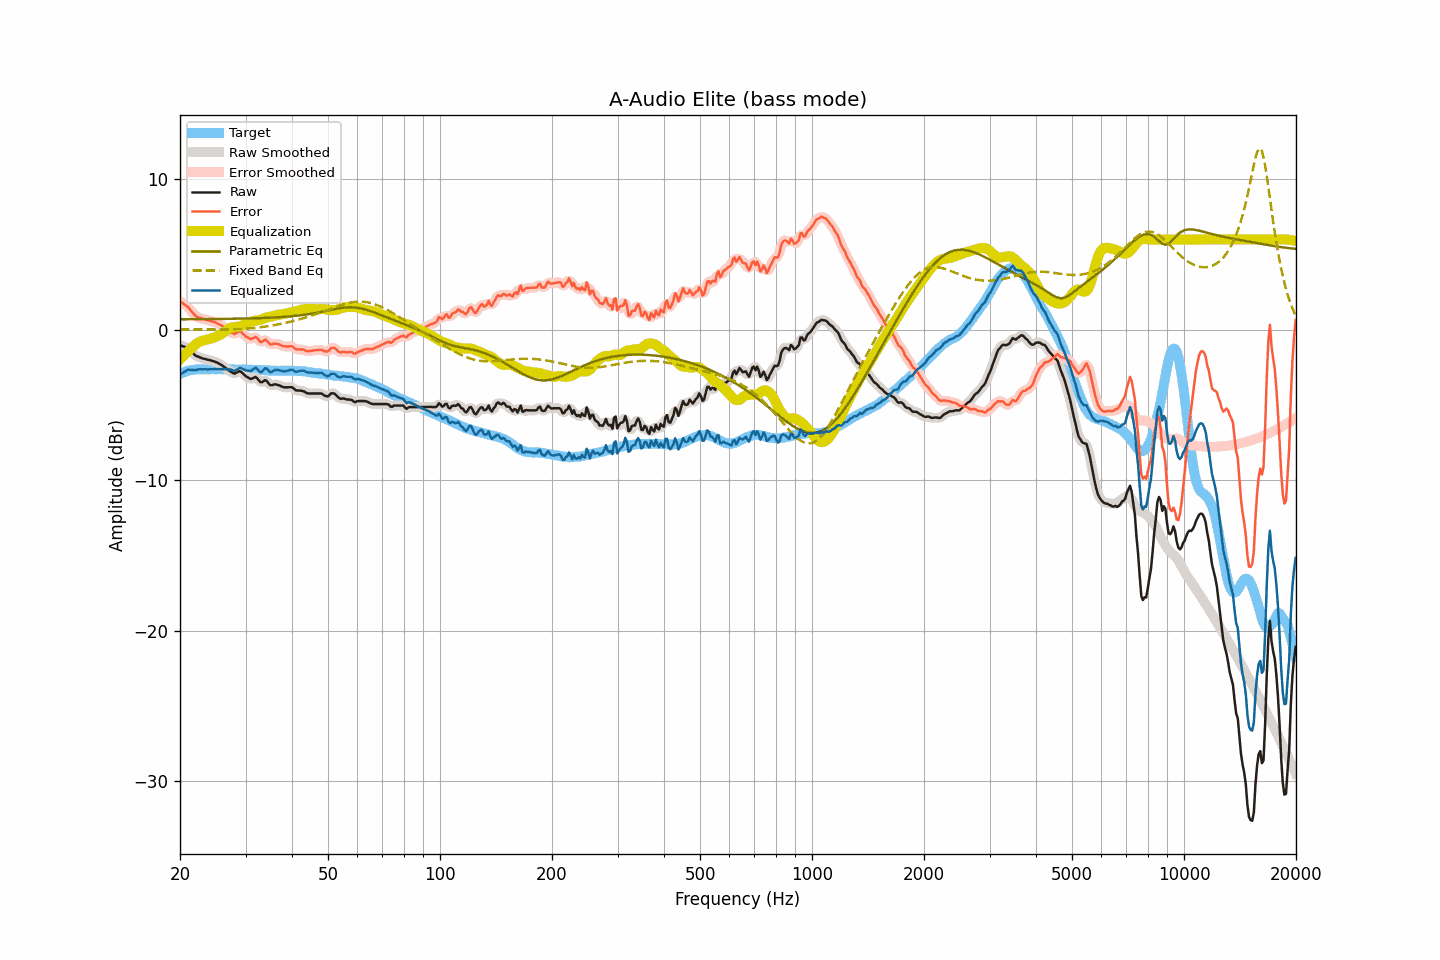 A-Audio Elite (bass mode)
Target
Raw Smoothed
Error Smoothed
Raw
Error
Equalization
Parametric Eq
Fixed Band Eq
Equalized
10
0
−10
−20
−30
Amplitude (dBr)
20 50 100 200 500 1000 2000 5000 10000 20000
Frequency (Hz)